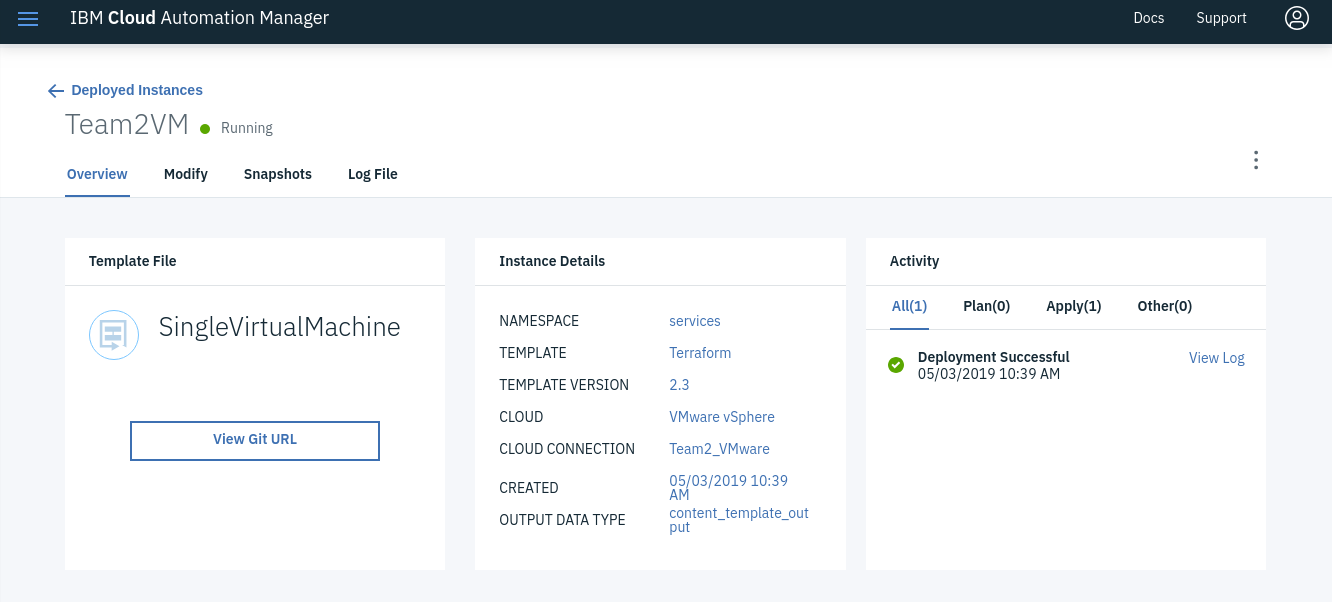 IBM Cloud Automation Manager
Docs
Support
Deployed Instances
Team2VM
Running
Overview
Modify
Snapshots
Log File
Template File
SingleVirtualMachine
View Git URL
Instance Details
NAMESPACE services
TEMPLATE Terraform
TEMPLATE VERSION 2.3
CLOUD VMware vSphere
CLOUD CONNECTION Team2_VMware
CREATED 05/03/2019 10:39
AM
OUTPUT DATA TYPE content_template_out
put
Activity
All(1)
Plan(0)
Apply(1)
Other(0)
Deployment Successful
05/03/2019 10:39 AM
View Log